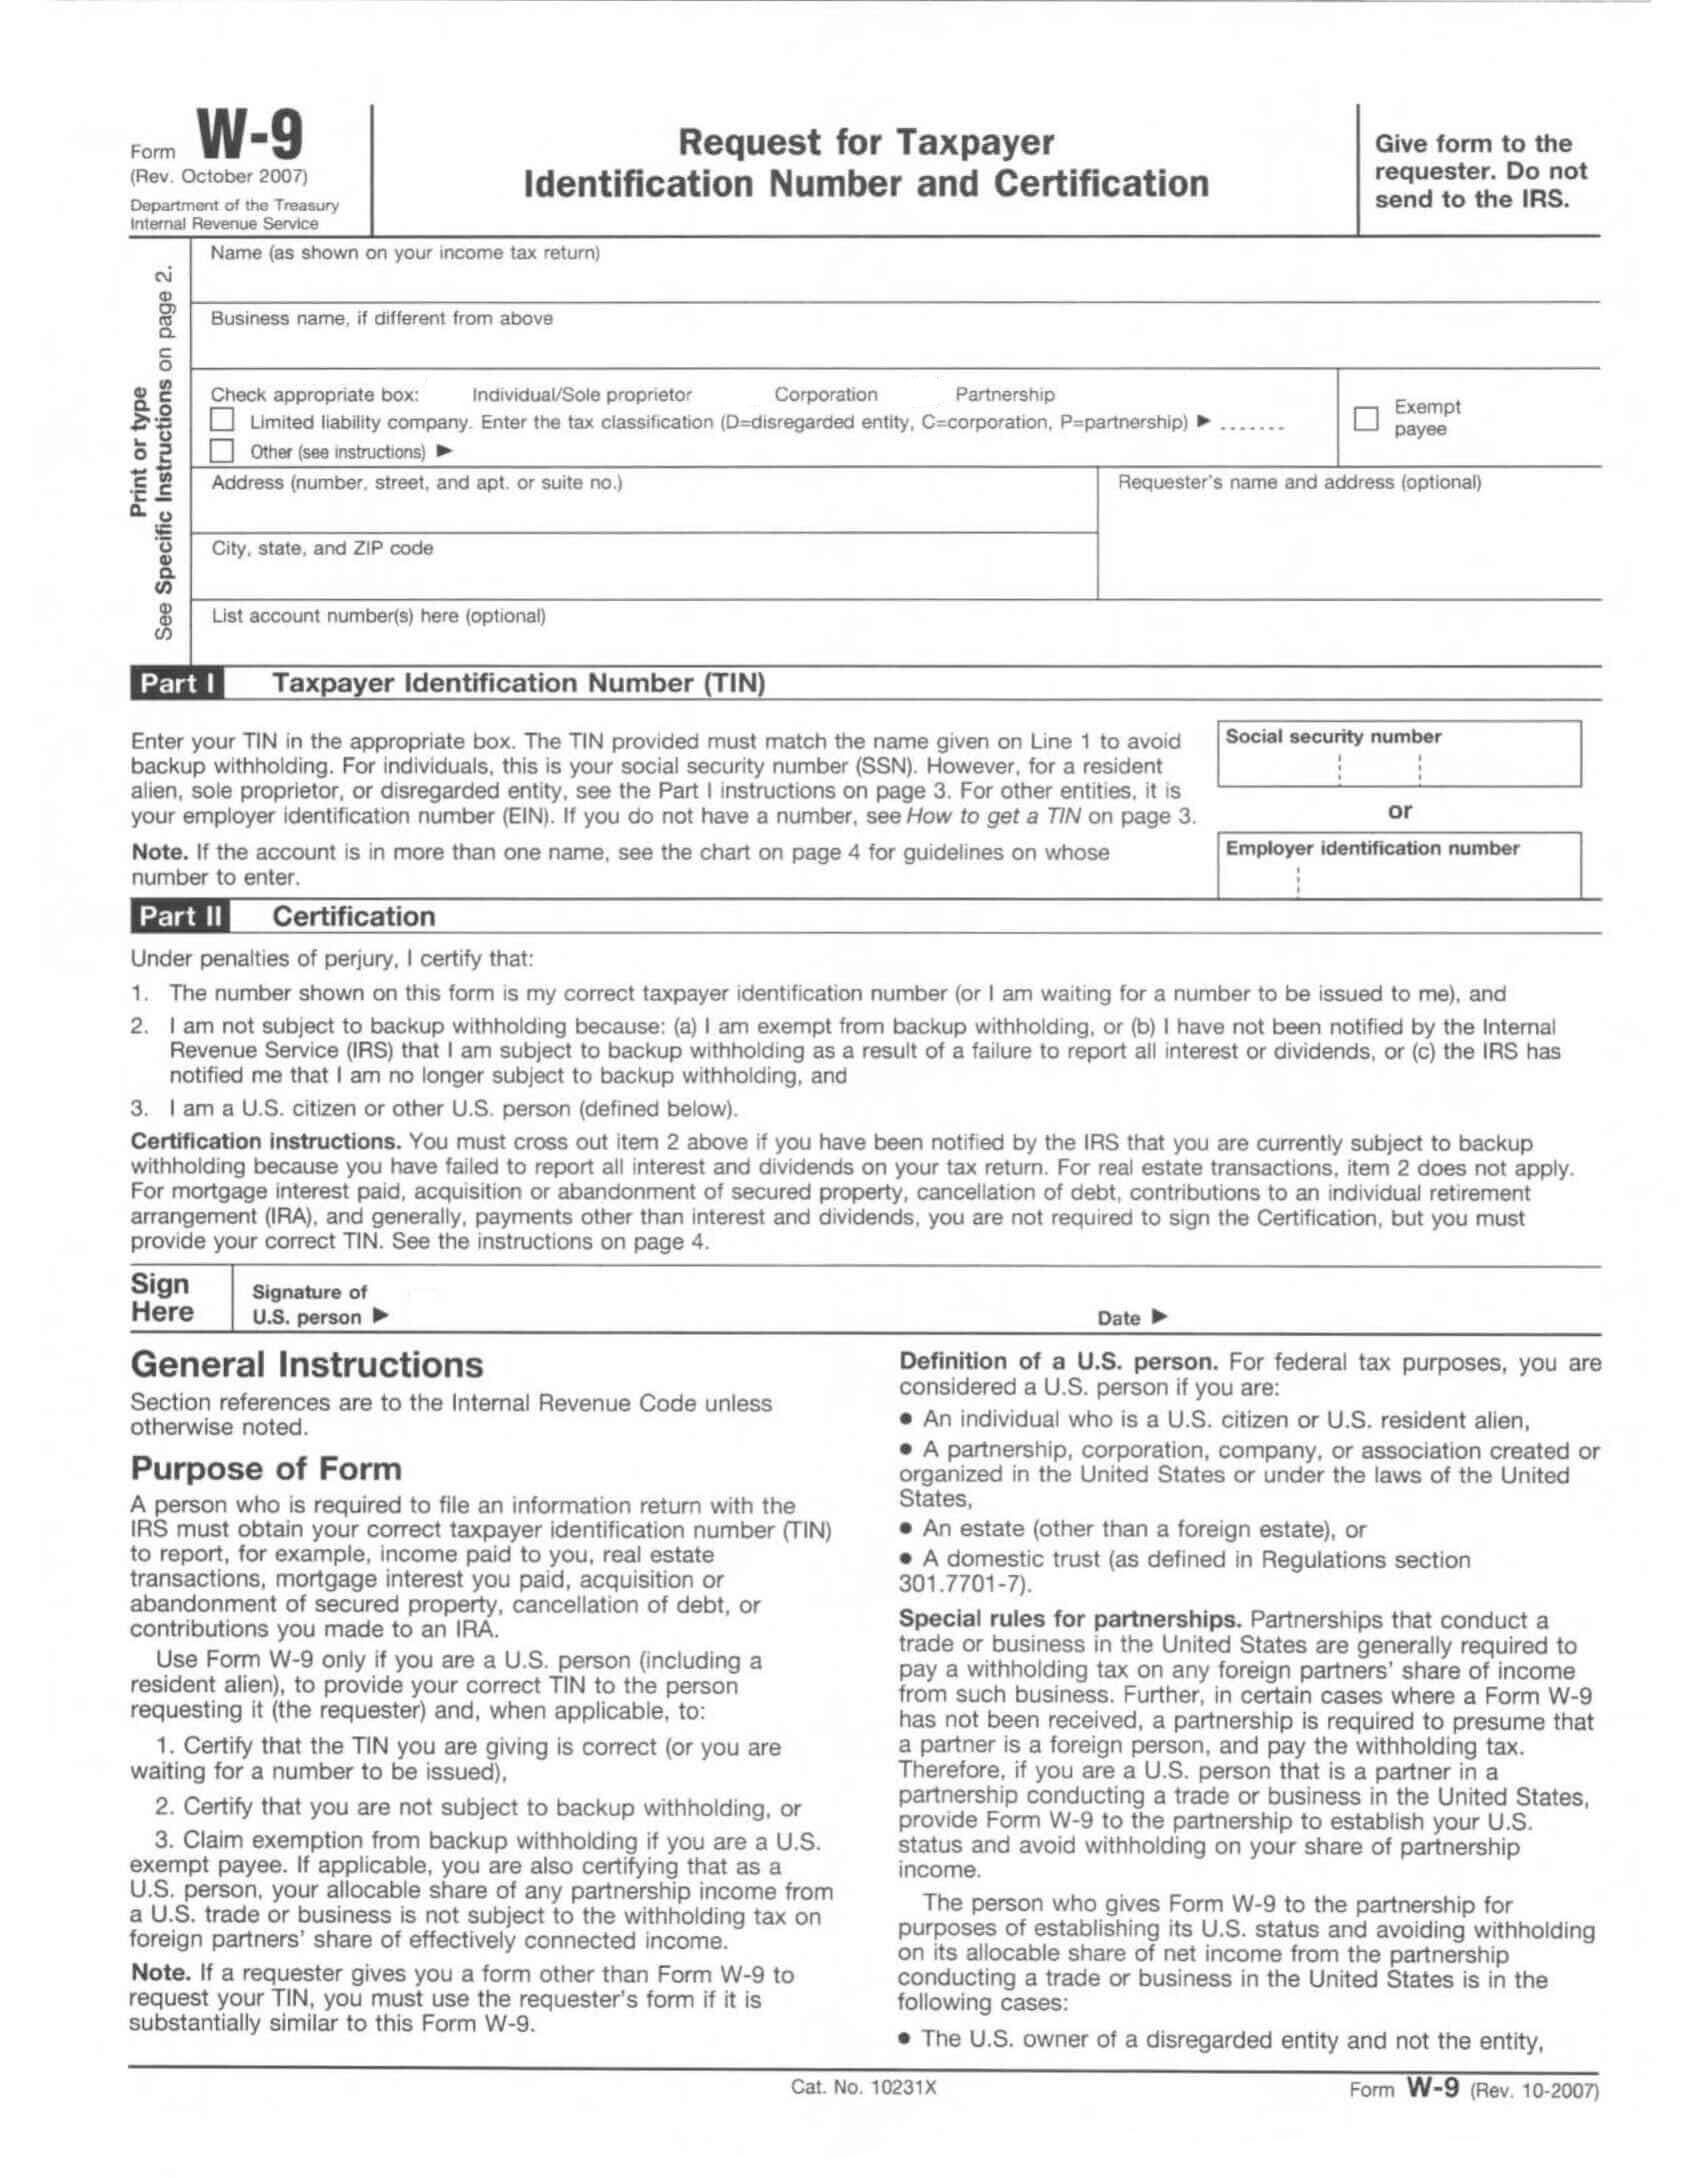 Form W-9
(Rev. October 2007)
Department of the Treasury
Internal Revenue Service
Request for Taxpayer
Identification Number and Certification
Give form to the
requester. Do not
send to the IRS.
Print or type
See Specific Instructions on page 2.
Name (as shown on your income tax return)
Business name, if different from above
Check appropriate box: Individual/Sole proprietor Corporation Partnership
Limited liability company. Enter the tax classification (D=disregarded entity, C=corporation, P=partnership) ▶ .......
Other (see instructions) ▶
Exempt
payee
Address (number, street, and apt. or suite no.)
Requester's name and address (optional)
City, state, and ZIP code
List account number(s) here (optional)
Part I Taxpayer Identification Number (TIN)
Enter your TIN in the appropriate box. The TIN provided must match the name given on Line 1 to avoid
backup withholding. For individuals, this is your social security number (SSN). However, for a resident
alien, sole proprietor, or disregarded entity, see the Part I instructions on page 3. For other entities, it is
your employer identification number (EIN). If you do not have a number, see How to get a TIN on page 3.
Note. If the account is in more than one name, see the chart on page 4 for guidelines on whose
number to enter.
Social security number
or
Employer identification number
Part II Certification
Under penalties of perjury, I certify that:
1. The number shown on this form is my correct taxpayer identification number (or I am waiting for a number to be issued to me), and
2. I am not subject to backup withholding because: (a) I am exempt from backup withholding, or (b) I have not been notified by the Internal
Revenue Service (IRS) that I am subject to backup withholding as a result of a failure to report all interest or dividends, or (c) the IRS has
notified me that I am no longer subject to backup withholding, and
3. I am a U.S. citizen or other U.S. person (defined below).
Certification instructions. You must cross out item 2 above if you have been notified by the IRS that you are currently subject to backup
withholding because you have failed to report all interest and dividends on your tax return. For real estate transactions, item 2 does not apply.
For mortgage interest paid, acquisition or abandonment of secured property, cancellation of debt, contributions to an individual retirement
arrangement (IRA), and generally, payments other than interest and dividends, you are not required to sign the Certification, but you must
provide your correct TIN. See the instructions on page 4.
Sign
Here
Signature of
U.S. person ▶
Date ▶
General Instructions
Section references are to the Internal Revenue Code unless
otherwise noted.
Purpose of Form
A person who is required to file an information return with the
IRS must obtain your correct taxpayer identification number (TIN)
to report, for example, income paid to you, real estate
transactions, mortgage interest you paid, acquisition or
abandonment of secured property, cancellation of debt, or
contributions you made to an IRA.
Use Form W-9 only if you are a U.S. person (including a
resident alien), to provide your correct TIN to the person
requesting it (the requester) and, when applicable, to:
1. Certify that the TIN you are giving is correct (or you are
waiting for a number to be issued),
2. Certify that you are not subject to backup withholding, or
3. Claim exemption from backup withholding if you are a U.S.
exempt payee. If applicable, you are also certifying that as a
U.S. person, your allocable share of any partnership income from
a U.S. trade or business is not subject to the withholding tax on
foreign partners' share of effectively connected income.
Note. If a requester gives you a form other than Form W-9 to
request your TIN, you must use the requester's form if it is
substantially similar to this Form W-9.
Definition of a U.S. person. For federal tax purposes, you are
considered a U.S. person if you are:
● An individual who is a U.S. citizen or U.S. resident alien,
● A partnership, corporation, company, or association created or
organized in the United States or under the laws of the United
States,
● An estate (other than a foreign estate), or
● A domestic trust (as defined in Regulations section
301.7701-7).
Special rules for partnerships. Partnerships that conduct a
trade or business in the United States are generally required to
pay a withholding tax on any foreign partners' share of income
from such business. Further, in certain cases where a Form W-9
has not been received, a partnership is required to presume that
a partner is a foreign person, and pay the withholding tax.
Therefore, if you are a U.S. person that is a partner in a
partnership conducting a trade or business in the United States,
provide Form W-9 to the partnership to establish your U.S.
status and avoid withholding on your share of partnership
income.
The person who gives Form W-9 to the partnership for
purposes of establishing its U.S. status and avoiding withholding
on its allocable share of net income from the partnership
conducting a trade or business in the United States is in the
following cases:
● The U.S. owner of a disregarded entity and not the entity,
Cat. No. 10231X
Form W-9 (Rev. 10-2007)